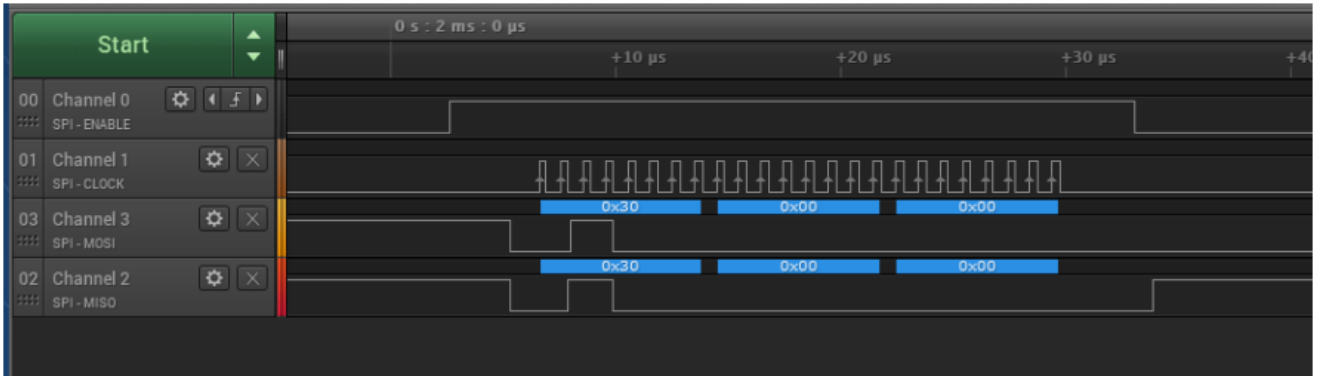 Start
0 s : 2 ms : 0 µs
+10 µs
+20 µs
+30 µs
+40
00 Channel 0
SPI - ENABLE
01 Channel 1
SPI - CLOCK
0x30 0x00 0x00
03 Channel 3
SPI - MOSI
0x30 0x00 0x00
02 Channel 2
SPI - MISO